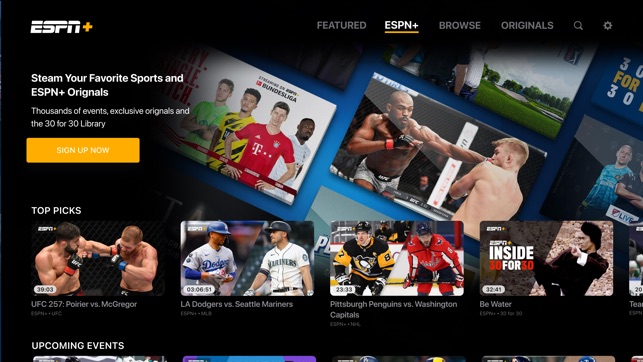 ESPN+
FEATURED
ESPN+
BROWSE
ORIGINALS
Steam Your Favorite Sports and
ESPN+ Orignals
Thousands of events, exclusive orignals and
the 30 for 30 Library
SIGN UP NOW
STREAMING ON ESPN+
BUNDESLIGA
30
FOR
30
TOP PICKS
ESPN+
39:03
UFC 257: Poirier vs. McGregor
ESPN+ • UFC
ESPN+
03:06:51
LA Dodgers vs. Seattle Mariners
ESPN+ • MLB
ESPN+
23:33
Pittsburgh Penguins vs. Washington
Capitals
ESPN+ • NHL
ESPN+
INSIDE
30FOR30
32:41
Be Water
ESPN+ • 30 for 30
20
Tea
UPCOMING EVENTS